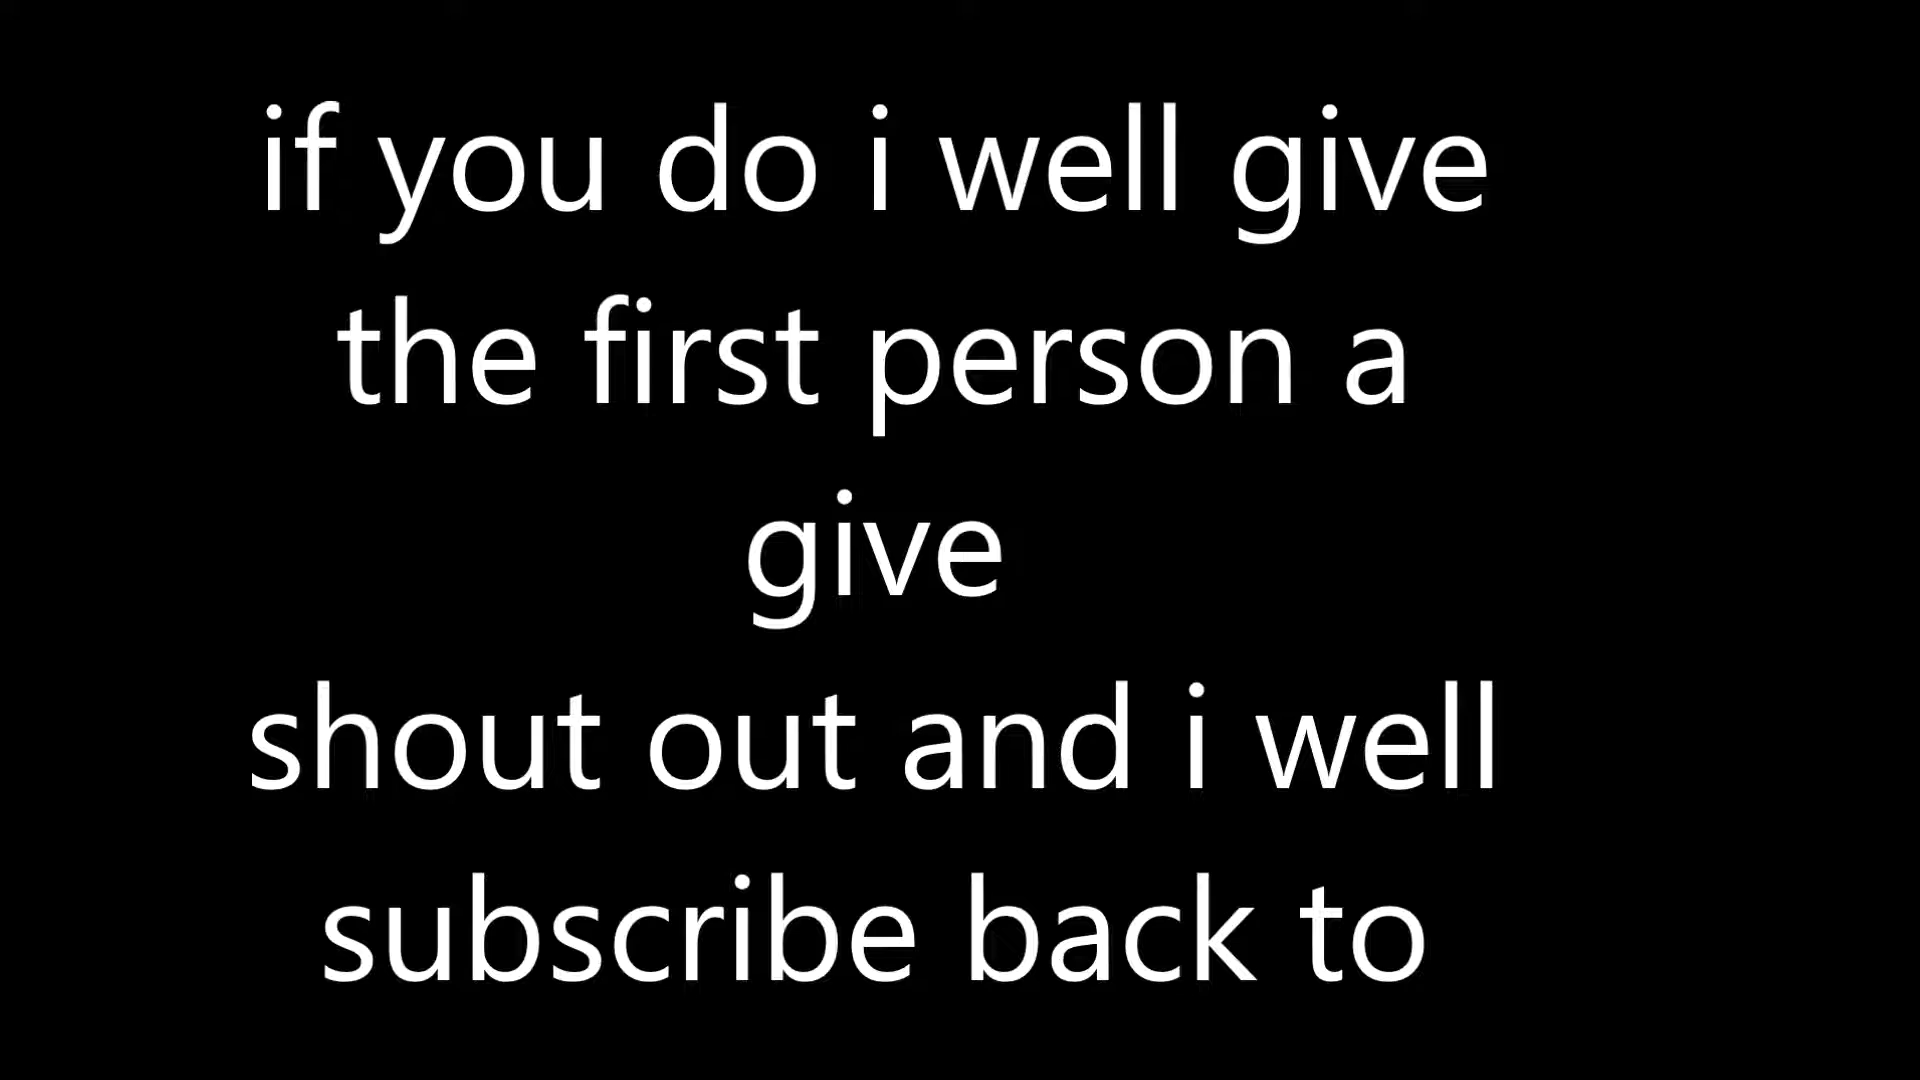 if you do i well give
the first person a
give
shout out and i well
subscribe back to